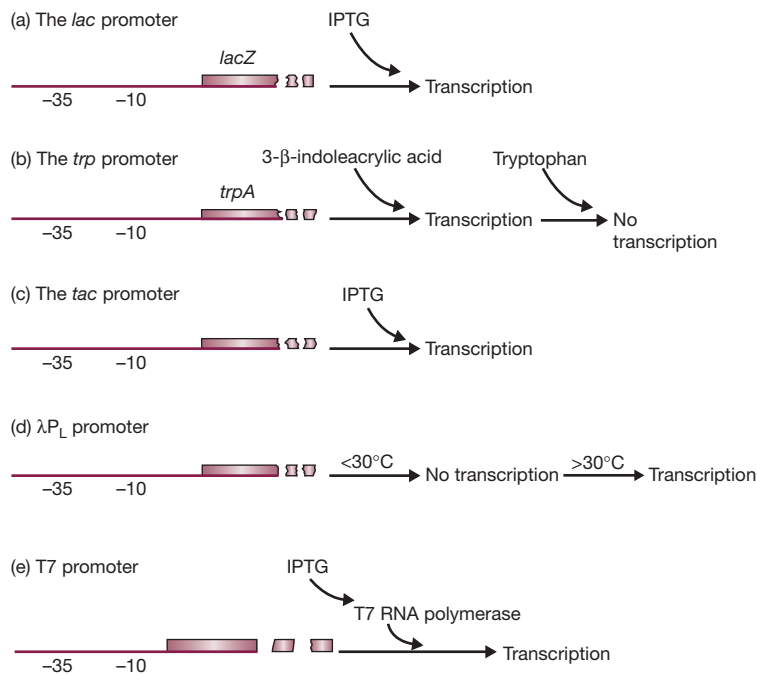 (a) The lac promoter
IPTG
lacZ
Transcription
–35 –10
(b) The trp promoter
3-β-indoleacrylic acid Tryptophan
trpA
Transcription No
transcription
–35 –10
(c) The tac promoter
IPTG
Transcription
–35 –10
(d) λPL promoter
<30°C >30°C
No transcription Transcription
–35 –10
(e) T7 promoter
IPTG
T7 RNA polymerase
Transcription
–35 –10